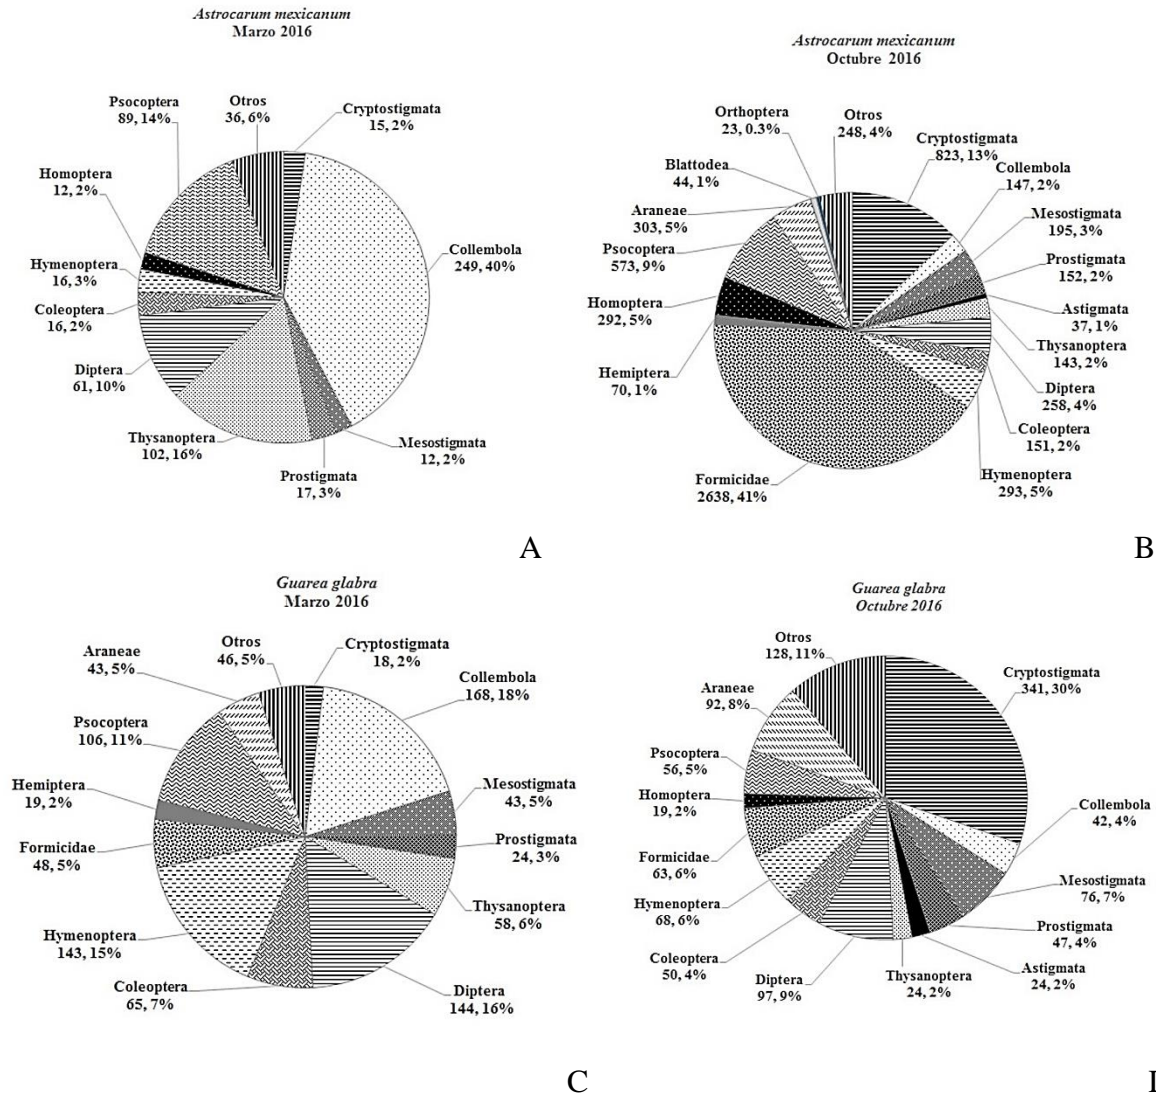 Astrocarum mexicanum
Marzo 2016
Psocoptera
89, 14%
Otros
36, 6%
Cryptostigmata
15, 2%
Homoptera
12, 2%
Hymenoptera
16, 3%
Coleoptera
16, 2%
Diptera
61, 10%
Thysanoptera
102, 16%
Prostigmata
17, 3%
Mesostigmata
12, 2%
Collembola
249, 40%
A
Astrocarum mexicanum
Octubre 2016
Orthoptera
23, 0.3%
Otros
248, 4%
Cryptostigmata
823, 13%
Collembola
147, 2%
Mesostigmata
195, 3%
Prostigmata
152, 2%
Astigmata
37, 1%
Thysanoptera
143, 2%
Diptera
258, 4%
Coleoptera
151, 2%
Hymenoptera
293, 5%
Formicidae
2638, 41%
Hemiptera
70, 1%
Homoptera
292, 5%
Psocoptera
573, 9%
Araneae
303, 5%
Blattodea
44, 1%
B
Guarea glabra
Marzo 2016
Araneae
43, 5%
Otros
46, 5%
Cryptostigmata
18, 2%
Collembola
168, 18%
Mesostigmata
43, 5%
Prostigmata
24, 3%
Thysanoptera
58, 6%
Diptera
144, 16%
Coleoptera
65, 7%
Hymenoptera
143, 15%
Formicidae
48, 5%
Hemiptera
19, 2%
Psocoptera
106, 11%
C
Guarea glabra
Octubre 2016
Otros
128, 11%
Cryptostigmata
341, 30%
Collembola
42, 4%
Mesostigmata
76, 7%
Prostigmata
47, 4%
Astigmata
24, 2%
Thysanoptera
24, 2%
Diptera
97, 9%
Coleoptera
50, 4%
Hymenoptera
68, 6%
Formicidae
63, 6%
Homoptera
19, 2%
Psocoptera
56, 5%
Araneae
92, 8%